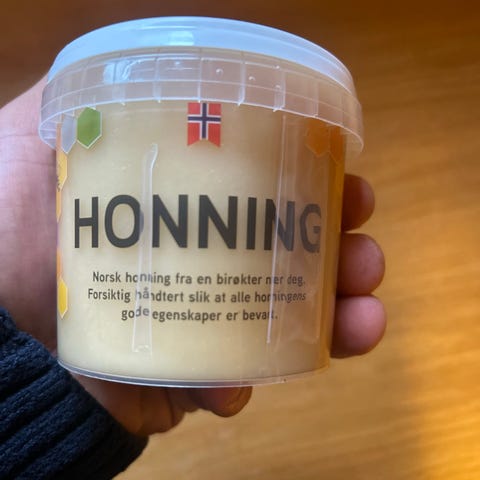 HONNING
Norsk honning fra en birøkter nær deg.
Forsiktig håndtert slik at alle honningens
gode egenskaper er bevart.